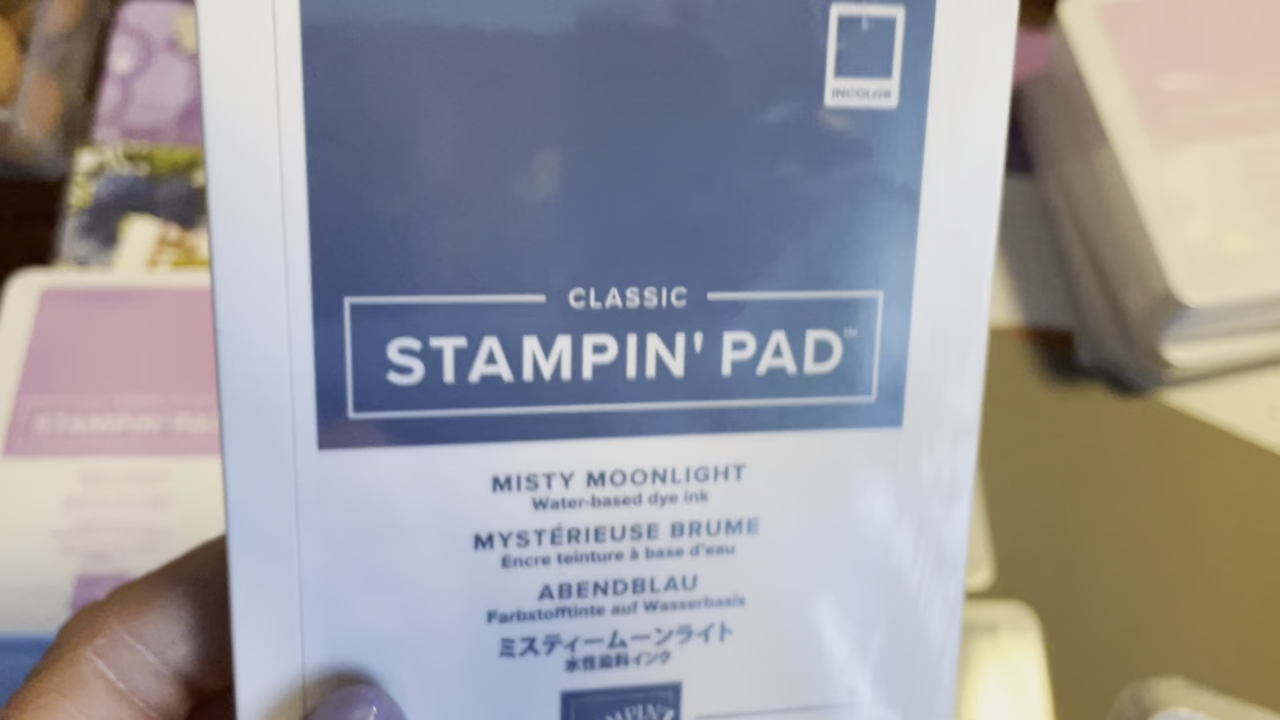 INCOLOR
CLASSIC
STAMPIN' PAD™
MISTY MOONLIGHT
Water-based dye ink
MYSTÉRIEUSE BRUME
Encre teinture à base d'eau
ABENDBLAU
Farbstofftinte auf Wasserbasis
ミスティームーンライト
水性染料インク
STAMPIN' PAD